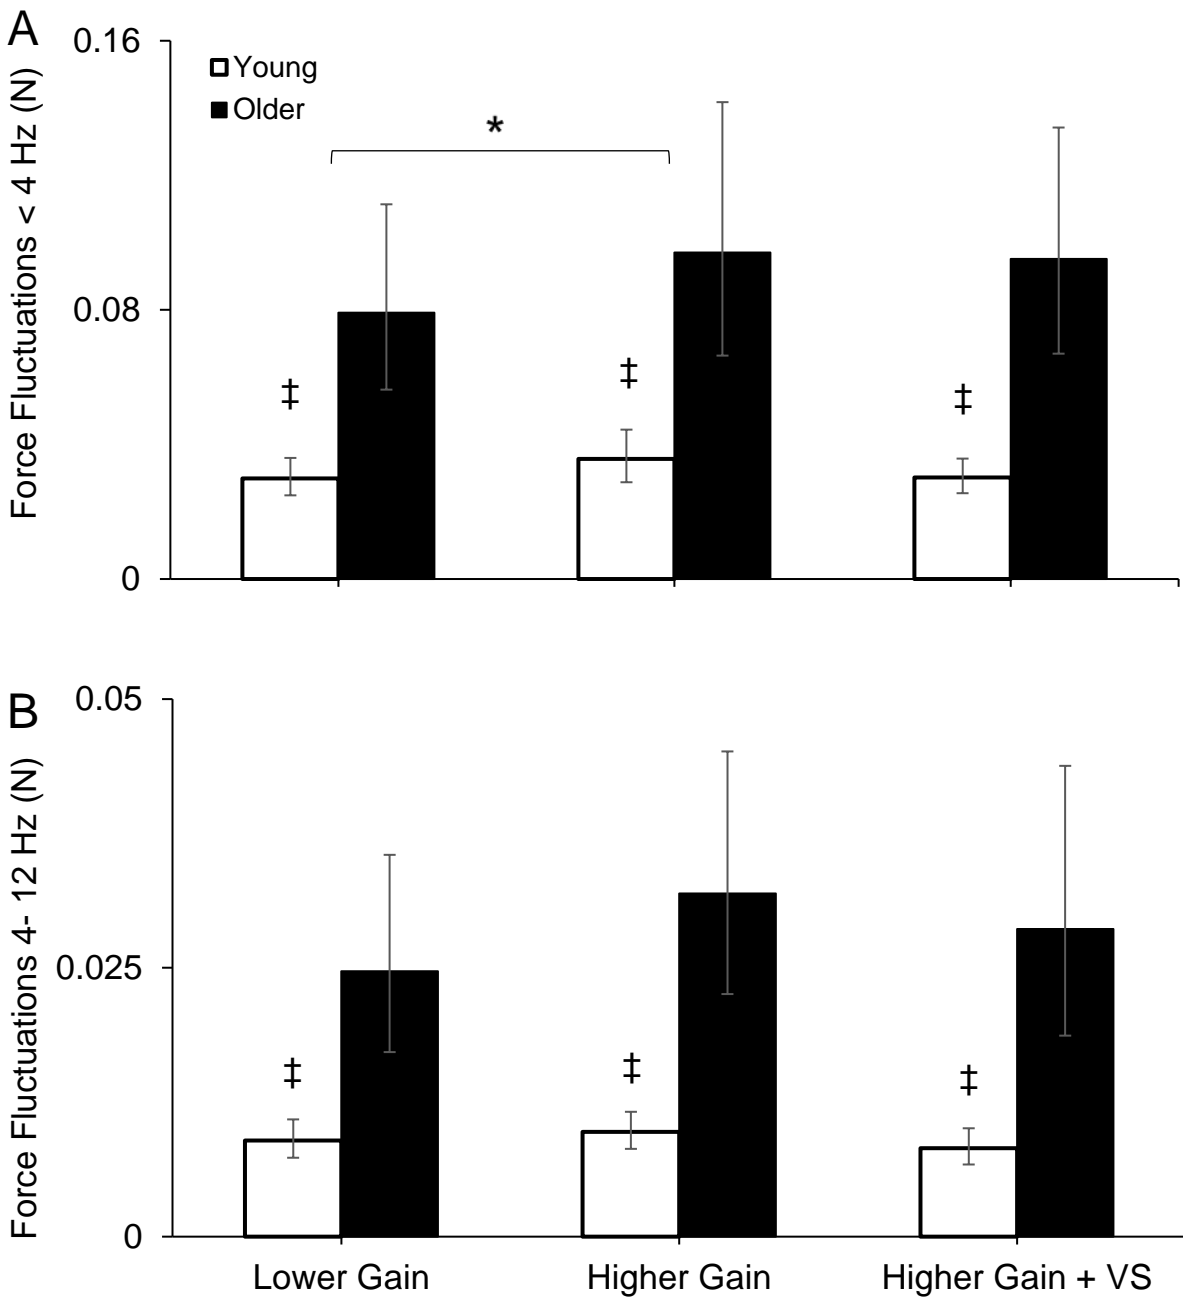 A
0.16
Force Fluctuations < 4 Hz (N)
Young
Older
*
0.08
‡
‡
‡
0
B
0.05
Force Fluctuations 4- 12 Hz (N)
0.025
‡
‡
‡
0
Lower Gain
Higher Gain
Higher Gain + VS